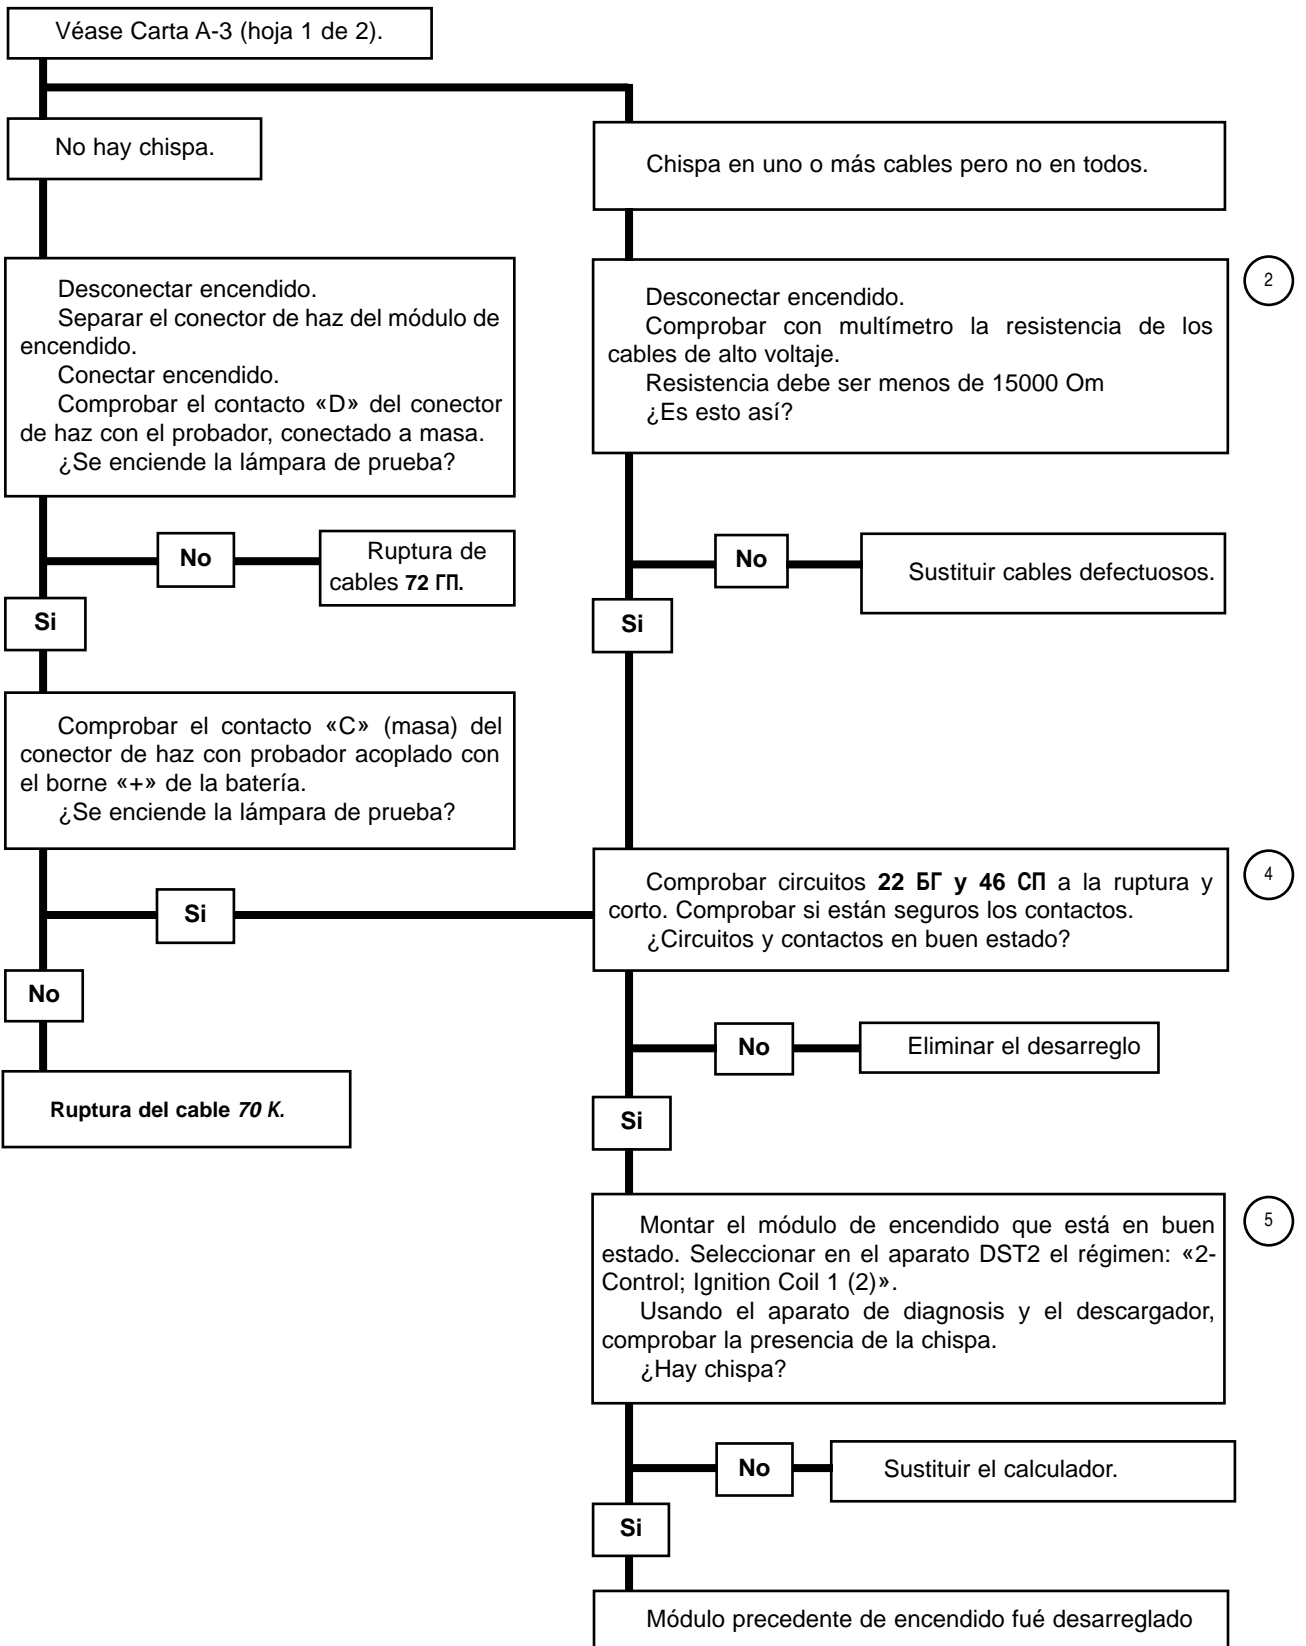 Véase Carta A-3 (hoja 1 de 2).
No hay chispa.
Chispa en uno o más cables pero no en todos.
Desconectar encendido.
Separar el conector de haz del módulo de
encendido.
Conectar encendido.
Comprobar el contacto «D» del conector
de haz con el probador, conectado a masa.
¿Se enciende la lámpara de prueba?
Desconectar encendido.
Comprobar con multímetro la resistencia de los
cables de alto voltaje.
Resistencia debe ser menos de 15000 Om
¿Es esto así?
2
No
Ruptura de
cables 72 ГП.
No
Sustituir cables defectuosos.
Si
Si
Comprobar el contacto «C» (masa) del
conector de haz con probador acoplado con
el borne «+» de la batería.
¿Se enciende la lámpara de prueba?
Si
Comprobar circuitos 22 БГ y 46 СП a la ruptura y
corto. Comprobar si están seguros los contactos.
¿Circuitos y contactos en buen estado?
4
No
No
Eliminar el desarreglo
Ruptura del cable 70 K.
Si
Montar el módulo de encendido que está en buen
estado. Seleccionar en el aparato DST2 el régimen: «2-
Control; Ignition Coil 1 (2)».
Usando el aparato de diagnosis y el descargador,
comprobar la presencia de la chispa.
¿Hay chispa?
5
No
Sustituir el calculador.
Si
Módulo precedente de encendido fué desarreglado